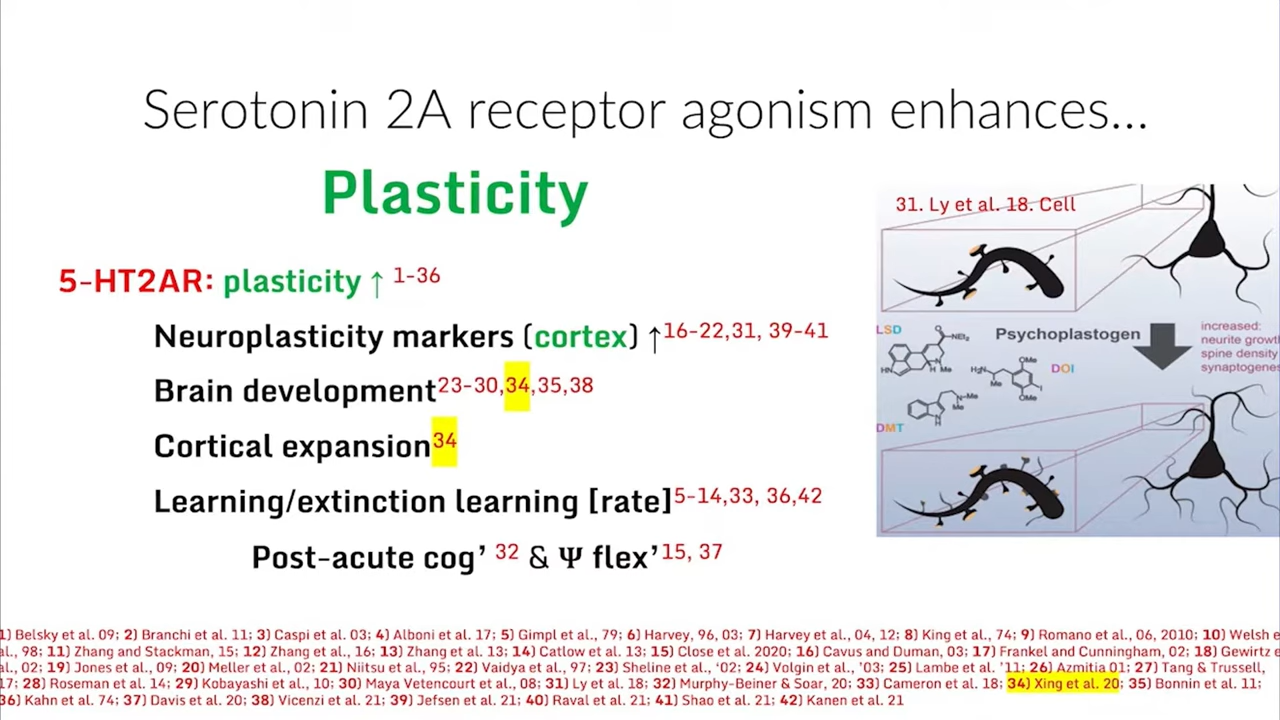 Serotonin 2A receptor agonism enhances...
Plasticity
5-HT2AR: plasticity ↑ 1-36
Neuroplasticity markers (cortex) ↑16-22,31, 39-41
Brain development23-30,34,35,38
Cortical expansion34
Learning/extinction learning [rate]5-14,33, 36,42
Post-acute cog’ 32 & Ψ flex’15, 37
31. Ly et al. 18. Cell
LSD
NEt₂
O
N
Me
H
HN
Psychoplastogen
increased:
neurite growt
spine density
synaptogenes
OMe
H₂N
Me
I
OMe
DOI
N
Me
Me
N
H
DMT
1) Belsky et al. 09; 2) Branchi et al. 11; 3) Caspi et al. 03; 4) Alboni et al. 17; 5) Gimpl et al., 79; 6) Harvey, 96, 03; 7) Harvey et al., 04, 12; 8) King et al., 74; 9) Romano et al., 06, 2010; 10) Welsh e
al., 98; 11) Zhang and Stackman, 15; 12) Zhang et al., 16; 13) Zhang et al. 13; 14) Catlow et al. 13; 15) Close et al. 2020; 16) Cavus and Duman, 03; 17) Frankel and Cunningham, 02; 18) Gewirtz e
al., 02; 19) Jones et al., 09; 20) Meller et al., 02; 21) Niitsu et al., 95; 22) Vaidya et al., 97; 23) Sheline et al., ‘02; 24) Volgin et al., ’03; 25) Lambe et al. ’11; 26) Azmitia 01; 27) Tang & Trussell,
17; 28) Roseman et al. 14; 29) Kobayashi et al., 10; 30) Maya Vetencourt et al., 08; 31) Ly et al. 18; 32) Murphy-Beiner & Soar, 20; 33) Cameron et al. 18; 34) Xing et al. 20; 35) Bonnin et al. 11;
36) Kahn et al. 74; 37) Davis et al. 20; 38) Vicenzi et al. 21; 39) Jefsen et al. 21; 40) Raval et al. 21; 41) Shao et al. 21; 42) Kanen et al. 21